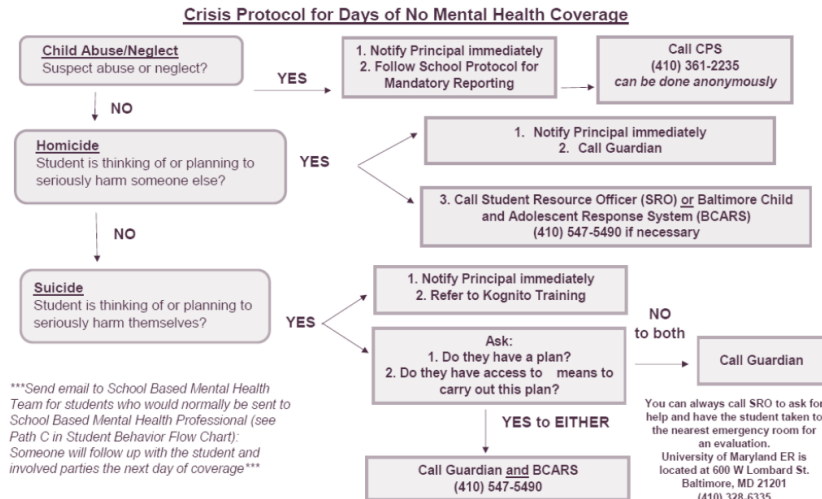 Crisis Protocol for Days of No Mental Health Coverage
Child Abuse/Neglect
Suspect abuse or neglect?
YES
1. Notify Principal immediately
2. Follow School Protocol for
Mandatory Reporting
Call CPS
(410) 361-2235
can be done anonymously
NO
Homicide
Student is thinking of or planning to
seriously harm someone else?
YES
1. Notify Principal immediately
2. Call Guardian
3. Call Student Resource Officer (SRO) or Baltimore Child
and Adolescent Response System (BCARS)
(410) 547-5490 if necessary
NO
Suicide
Student is thinking of or planning to
seriously harm themselves?
YES
1. Notify Principal immediately
2. Refer to Kognito Training
Ask:
1. Do they have a plan?
2. Do they have access to means to
carry out this plan?
NO
to both
Call Guardian
YES to EITHER
Call Guardian and BCARS
(410) 547-5490
***Send email to School Based Mental Health
Team for students who would normally be sent to
School Based Mental Health Professional (see
Path C in Student Behavior Flow Chart):
Someone will follow up with the student and
involved parties the next day of coverage***
You can always call SRO to ask for
help and have the student taken to
the nearest emergency room for
an evaluation.
University of Maryland ER is
located at 600 W Lombard St.
Baltimore, MD 21201
(410) 328-6335